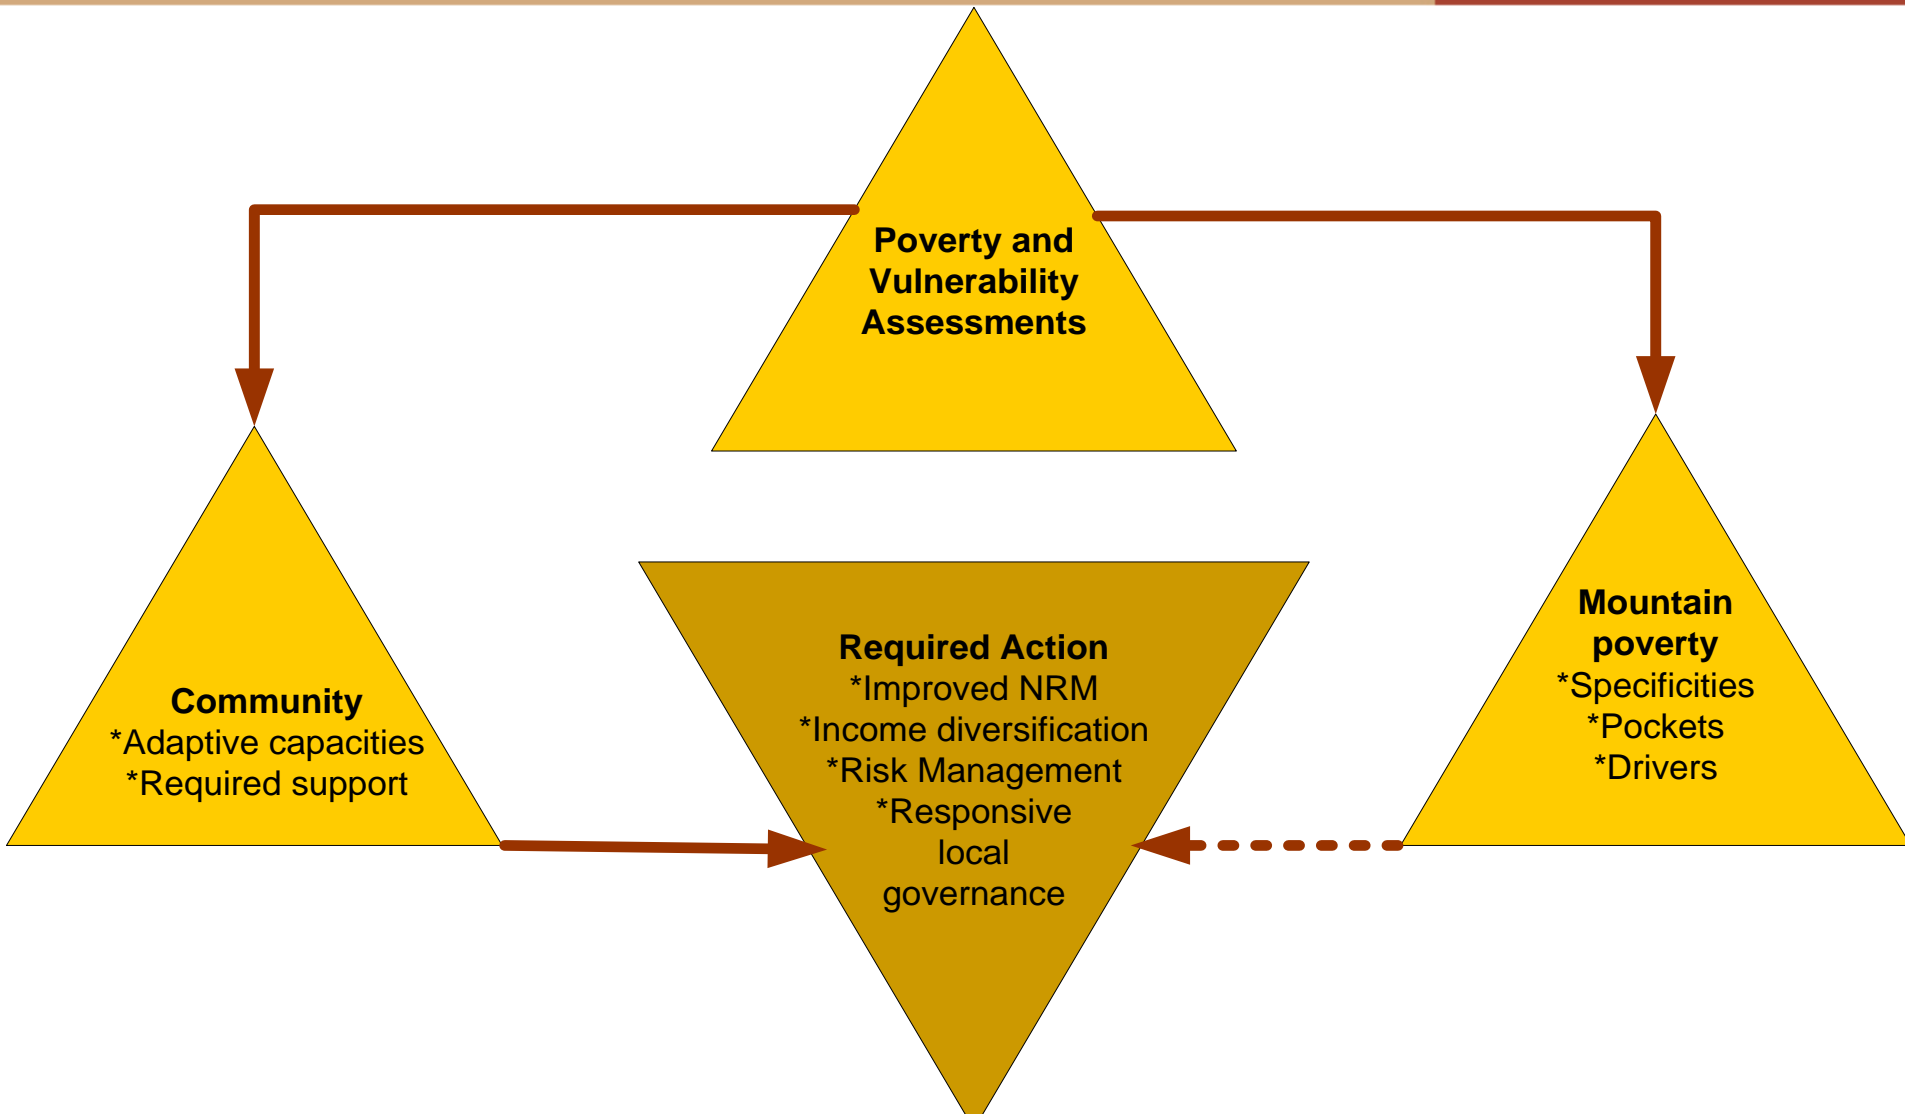 Poverty and
Vulnerability
Assessments
Community
*Adaptive capacities
*Required support
Required Action
*Improved NRM
*Income diversification
*Risk Management
*Responsive
local
governance
Mountain
poverty
*Specificities
*Pockets
*Drivers